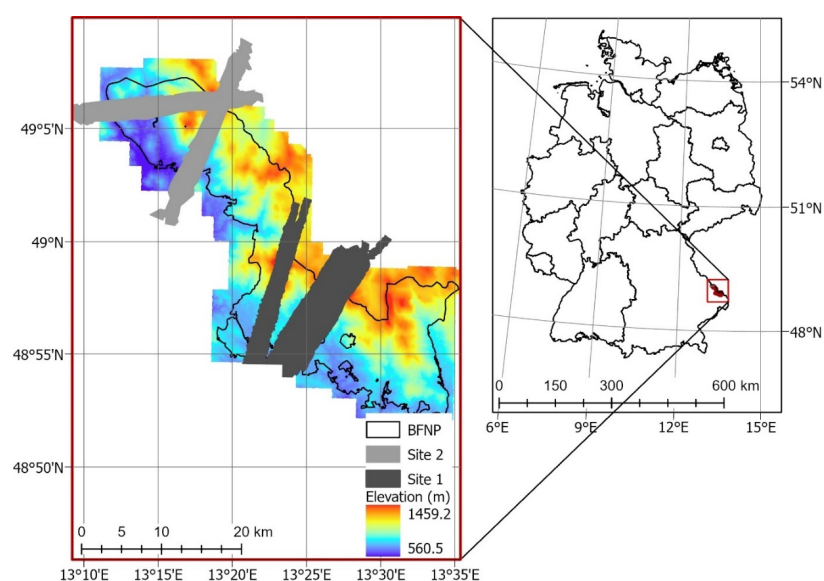 49°5'N
49°N
48°55'N
48°50'N
BFNP
Site 2
Site 1
Elevation (m)
1459.2
560.5
0 5 10 20 km
13°10'E 13°15'E 13°20'E 13°25'E 13°30'E 13°35'E
54°N
51°N
48°N
0 150 300 600 km
6°E 9°E 12°E 15°E